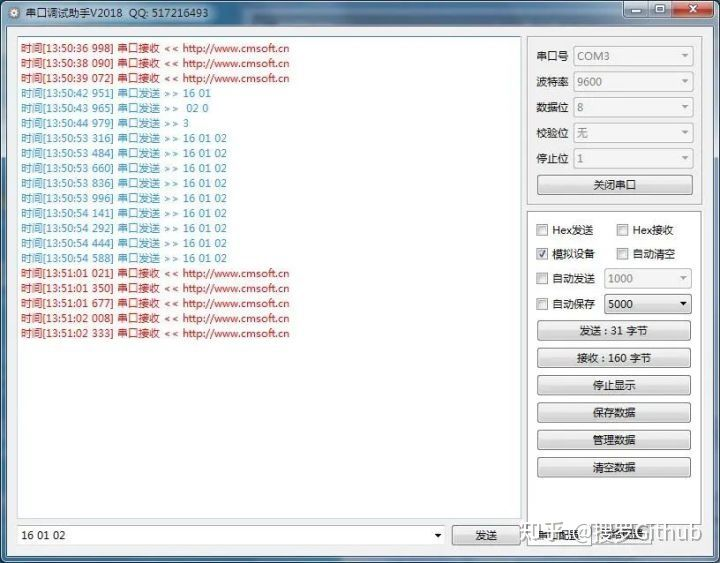 串口调试助手V2018 QQ: 517216493
时间[13:50:36 998] 串口接收 << http://www.cmsoft.cn
时间[13:50:38 090] 串口接收 << http://www.cmsoft.cn
时间[13:50:39 072] 串口接收 << http://www.cmsoft.cn
时间[13:50:42 951] 串口发送 >> 16 01
时间[13:50:43 965] 串口发送 >>  02 0
时间[13:50:44 979] 串口发送 >> 3
时间[13:50:53 316] 串口发送 >> 16 01 02
时间[13:50:53 484] 串口发送 >> 16 01 02
时间[13:50:53 660] 串口发送 >> 16 01 02
时间[13:50:53 836] 串口发送 >> 16 01 02
时间[13:50:53 996] 串口发送 >> 16 01 02
时间[13:50:54 141] 串口发送 >> 16 01 02
时间[13:50:54 292] 串口发送 >> 16 01 02
时间[13:50:54 444] 串口发送 >> 16 01 02
时间[13:50:54 588] 串口发送 >> 16 01 02
时间[13:51:01 021] 串口接收 << http://www.cmsoft.cn
时间[13:51:01 350] 串口接收 << http://www.cmsoft.cn
时间[13:51:01 677] 串口接收 << http://www.cmsoft.cn
时间[13:51:02 008] 串口接收 << http://www.cmsoft.cn
时间[13:51:02 333] 串口接收 << http://www.cmsoft.cn
16 01 02
发送
串口号 COM3
波特率 9600
数据位 8
校验位 无
停止位 1
关闭串口
Hex发送 Hex接收
模拟设备 自动清空
自动发送 1000
自动保存 5000
发送 : 31 字节
接收 : 160 字节
停止显示
保存数据
管理数据
清空数据
串口配置
知乎 @搜罗Github